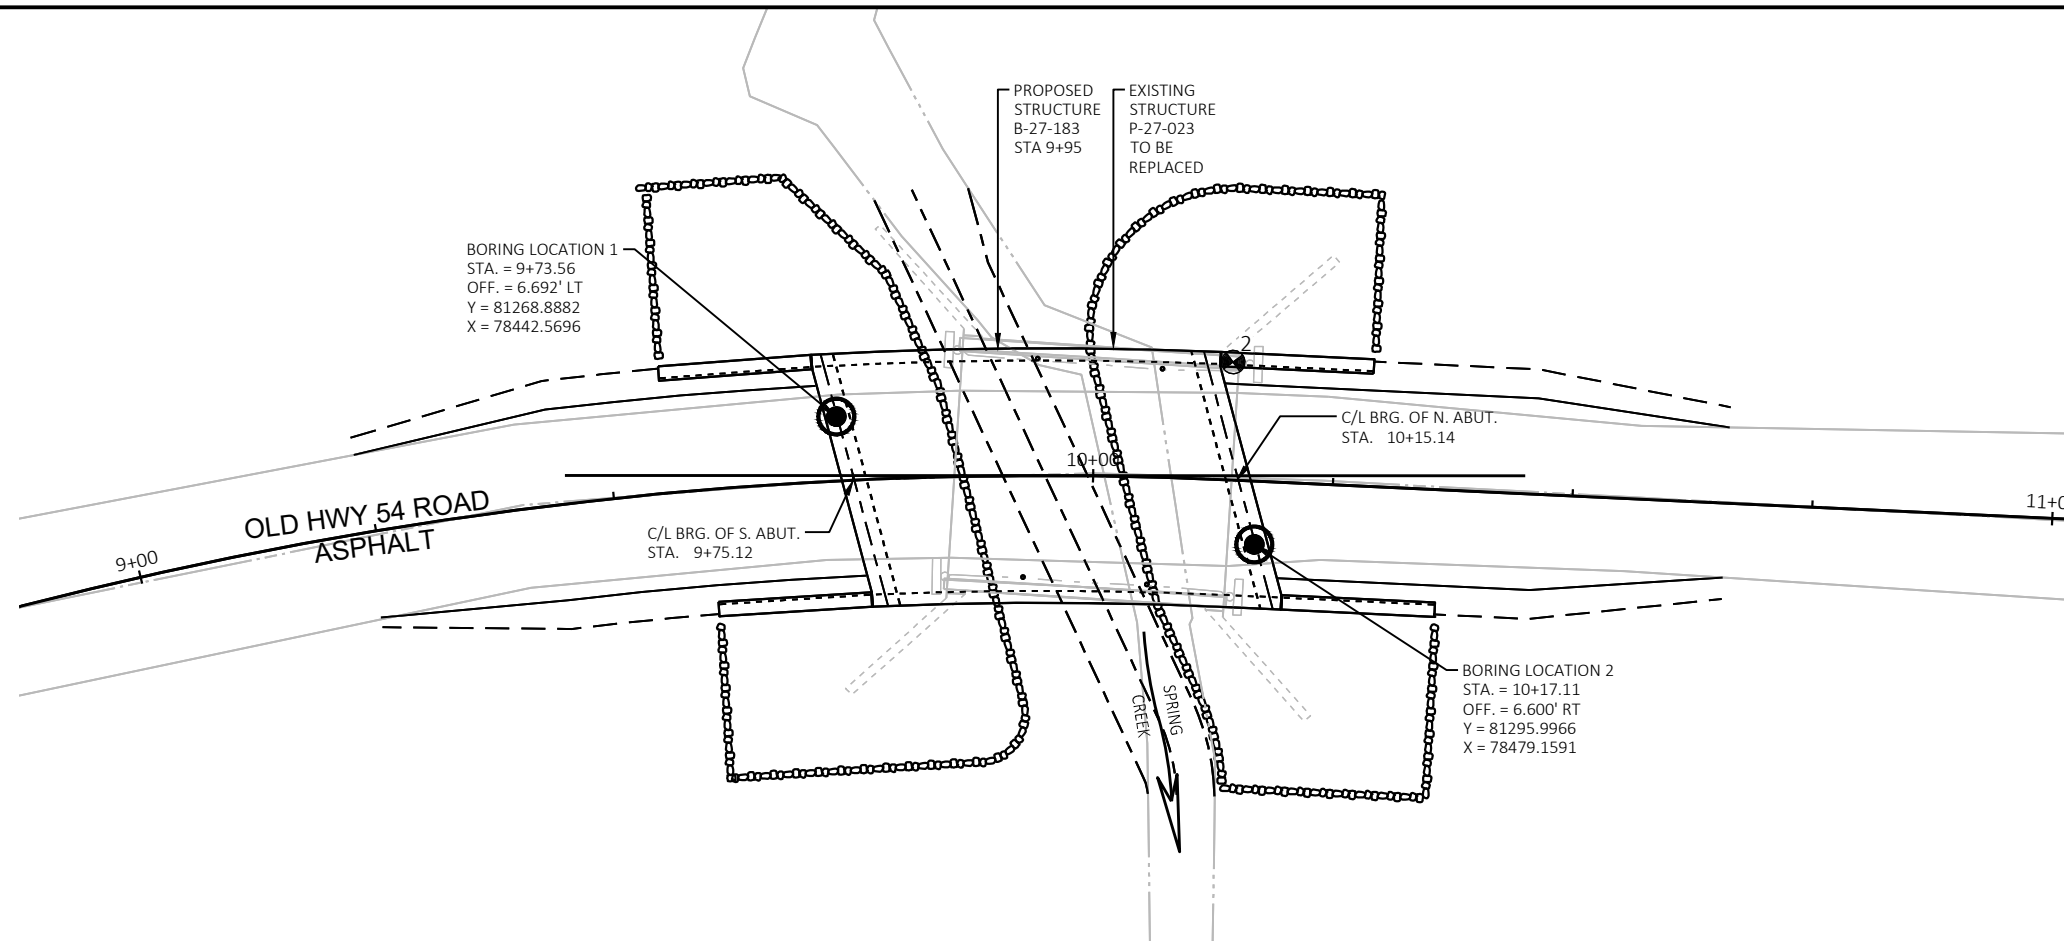 PROPOSED
STRUCTURE
B-27-183
STA 9+95
EXISTING
STRUCTURE
P-27-023
TO BE
REPLACED
BORING LOCATION 1
STA. = 9+73.56
OFF. = 6.692' LT
Y = 81268.8882
X = 78442.5696
2
C/L BRG. OF N. ABUT.
STA. 10+15.14
10+00
11+0
OLD HWY 54 ROAD
ASPHALT
9+00
C/L BRG. OF S. ABUT.
STA. 9+75.12
SPRING
CREEK
BORING LOCATION 2
STA. = 10+17.11
OFF. = 6.600' RT
Y = 81295.9966
X = 78479.1591